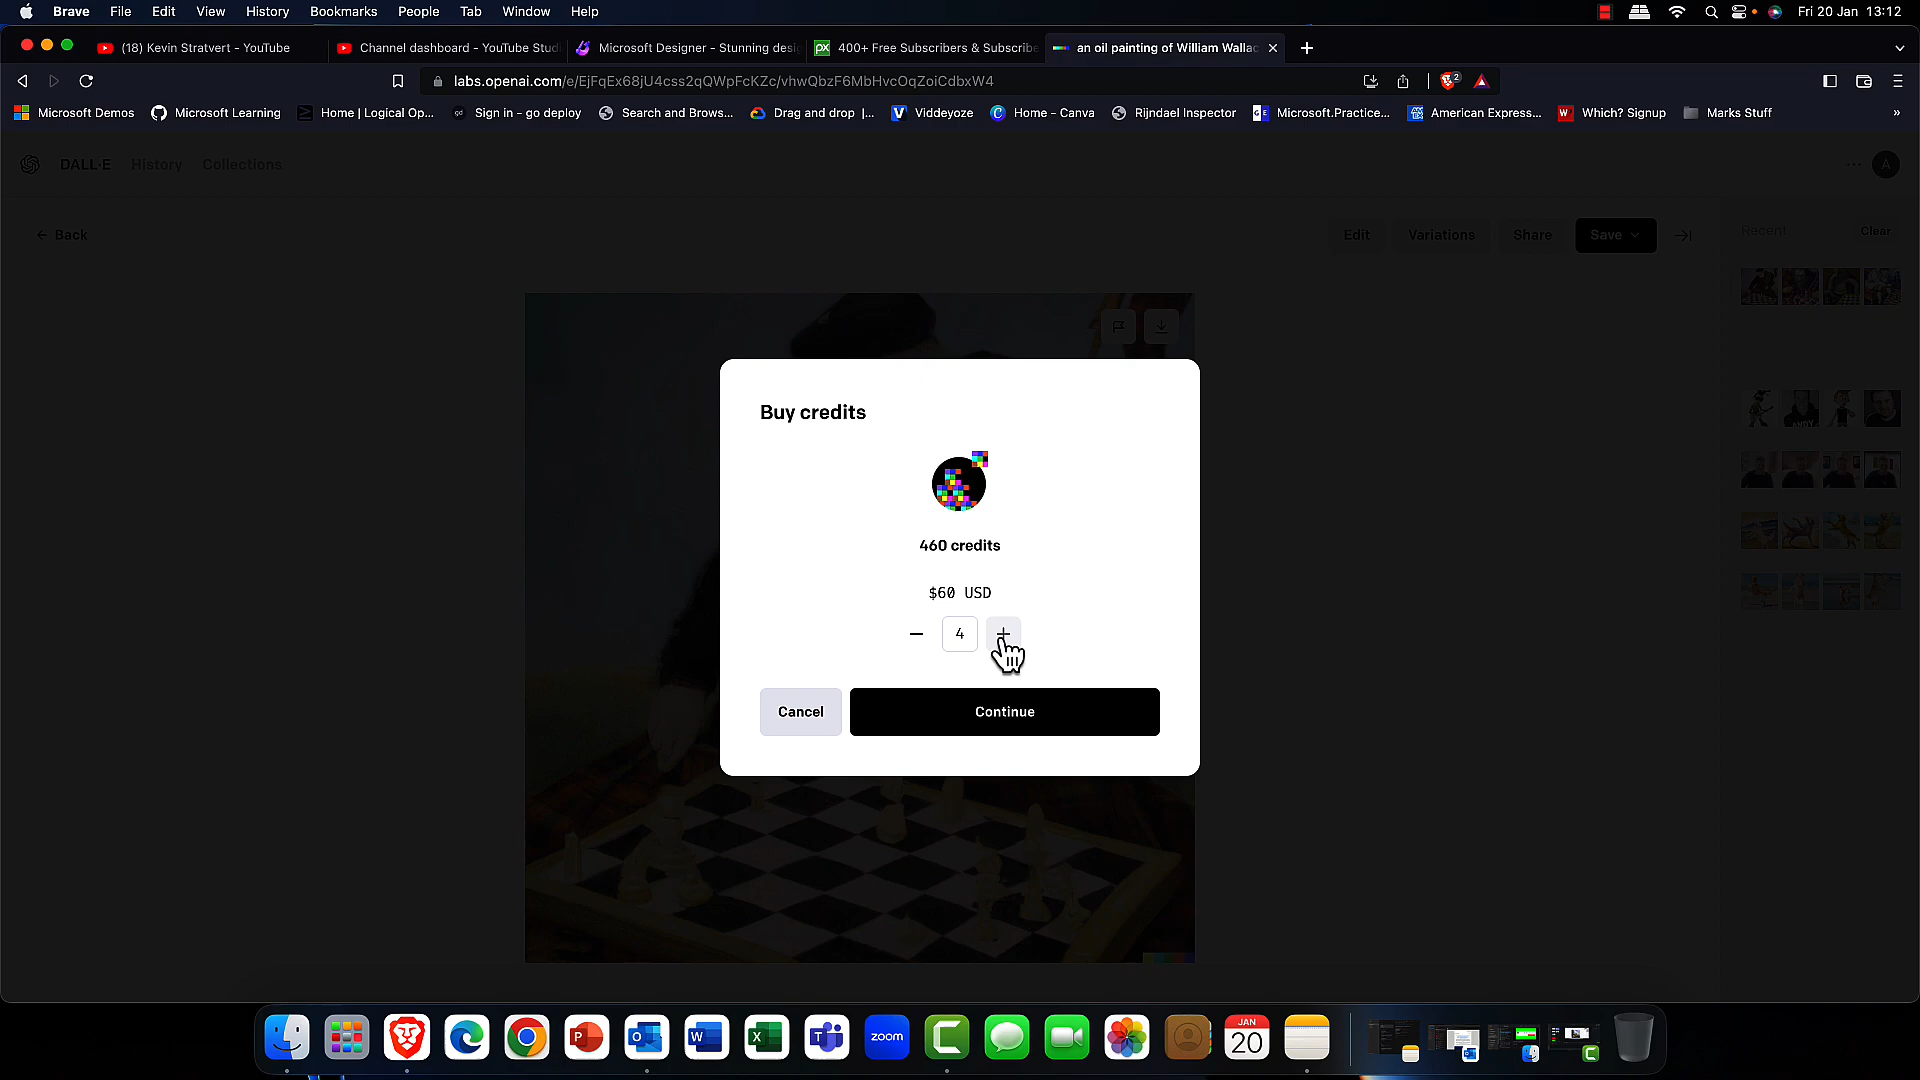 Brave File Edit View History Bookmarks People Tab Window Help Fri 20 Jan 13:12
(18) Kevin Stratvert - YouTube Channel dashboard - YouTube Studi Microsoft Designer - Stunning desi 400+ Free Subscribers & Subscribe an oil painting of William Wallac
labs.openai.com/e/EjFqEx68jU4css2qQWpFcKZc/vhwQbzF6MbHvcOqZoiCdbxW4 2
Microsoft Demos Microsoft Learning Home | Logical Op... Sign in - go deploy Search and Brows... Drag and drop |... Viddeyoze Home - Canva Rijndael Inspector Microsoft.Practice... American Express... Which? Signup Marks Stuff »
DALL·E History Collections ... A
← Back Edit Variations Share Save Recent Clear
Buy credits
460 credits
$60 USD
− 4 +
Cancel Continue
ANDY
zoom
JAN
20